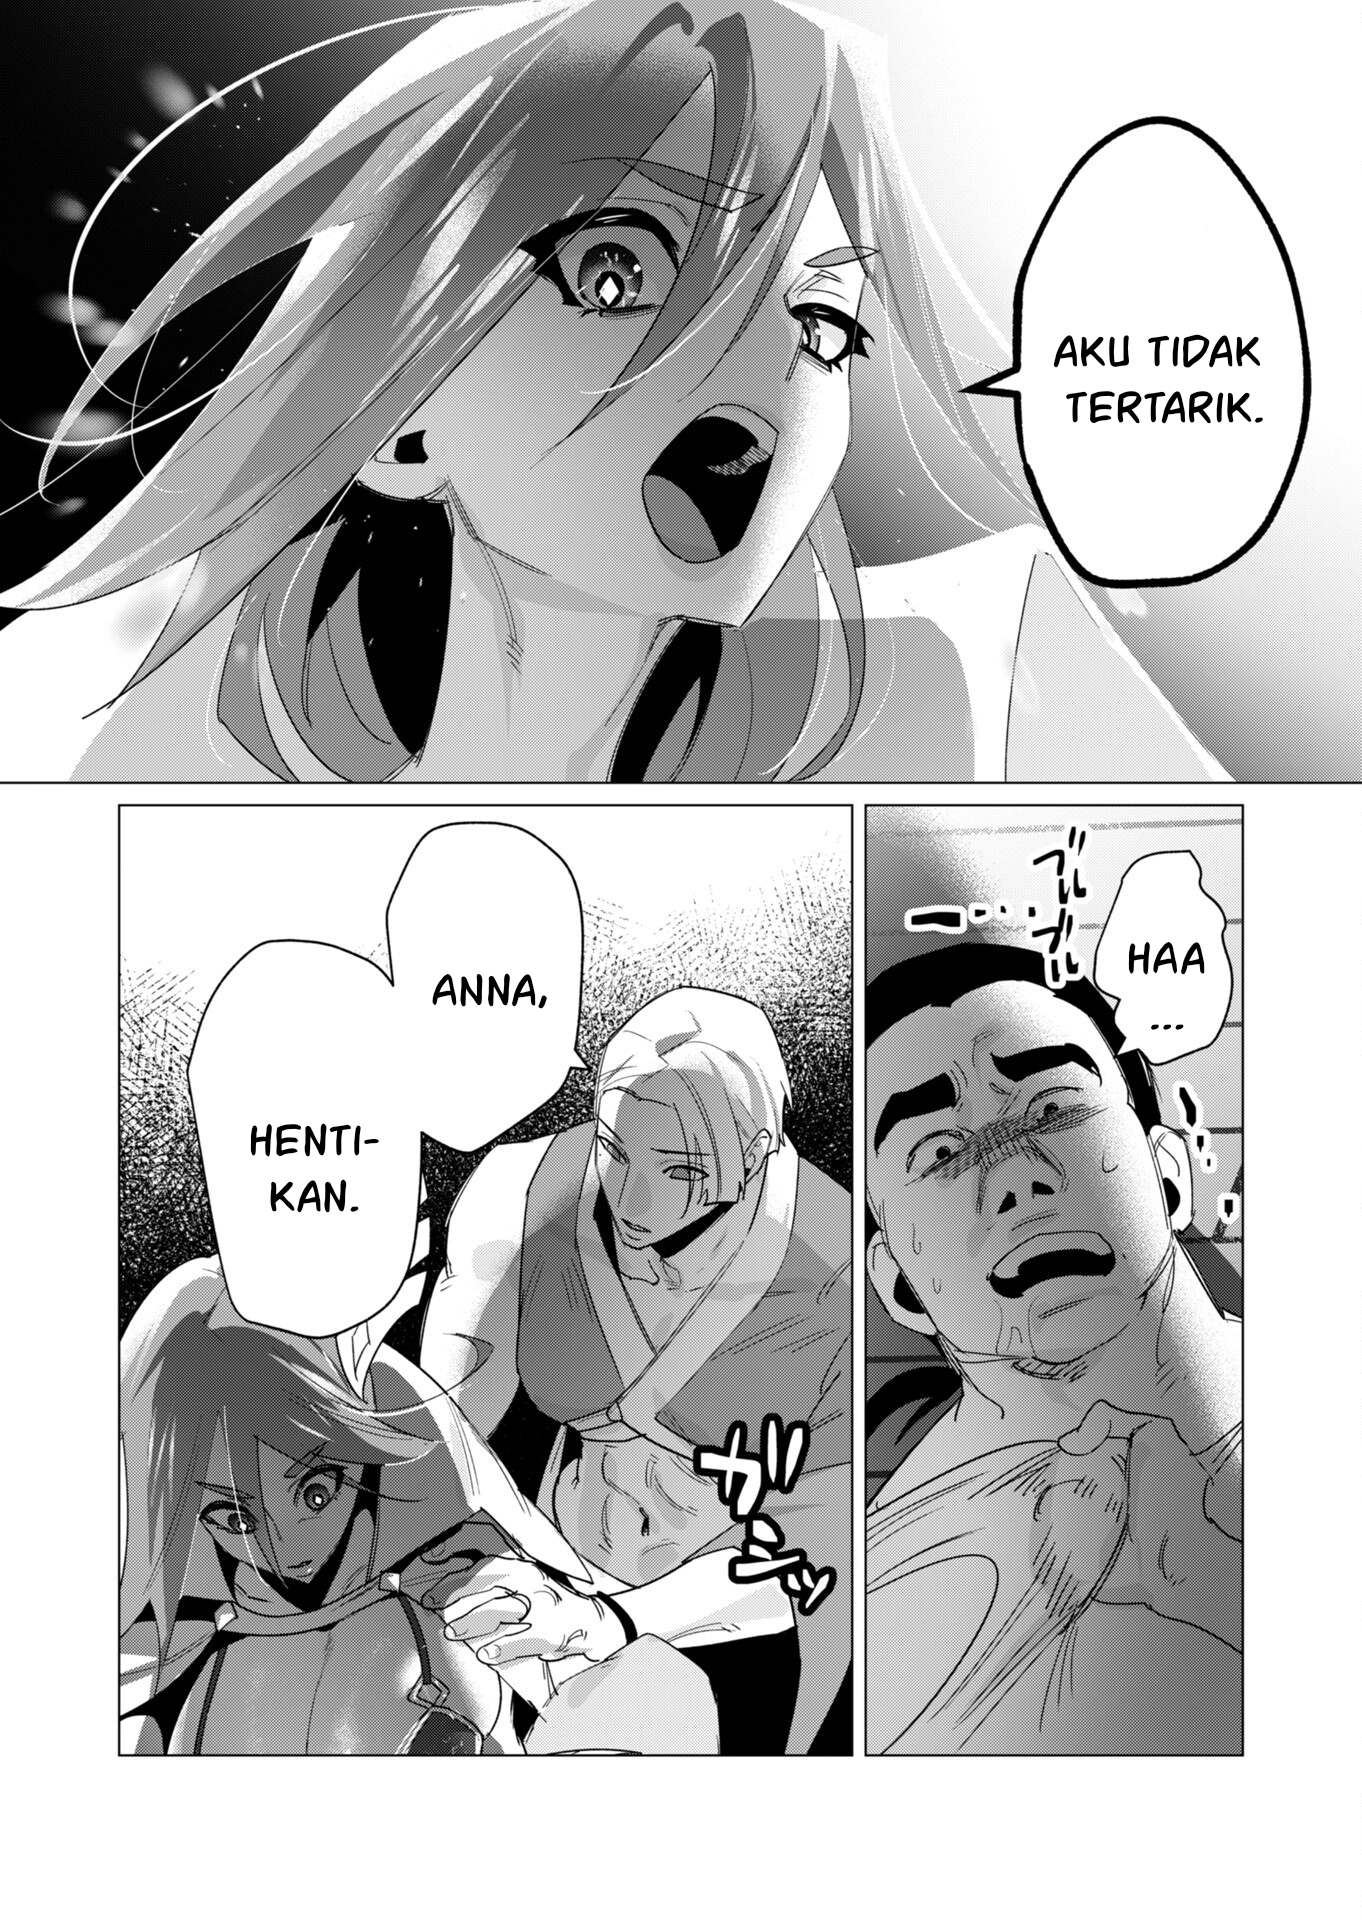 AKU TIDAK
TERTARIK.
HAA
...
ブル
ブル
ANNA,
HENTI-
KAN.
ガシッ